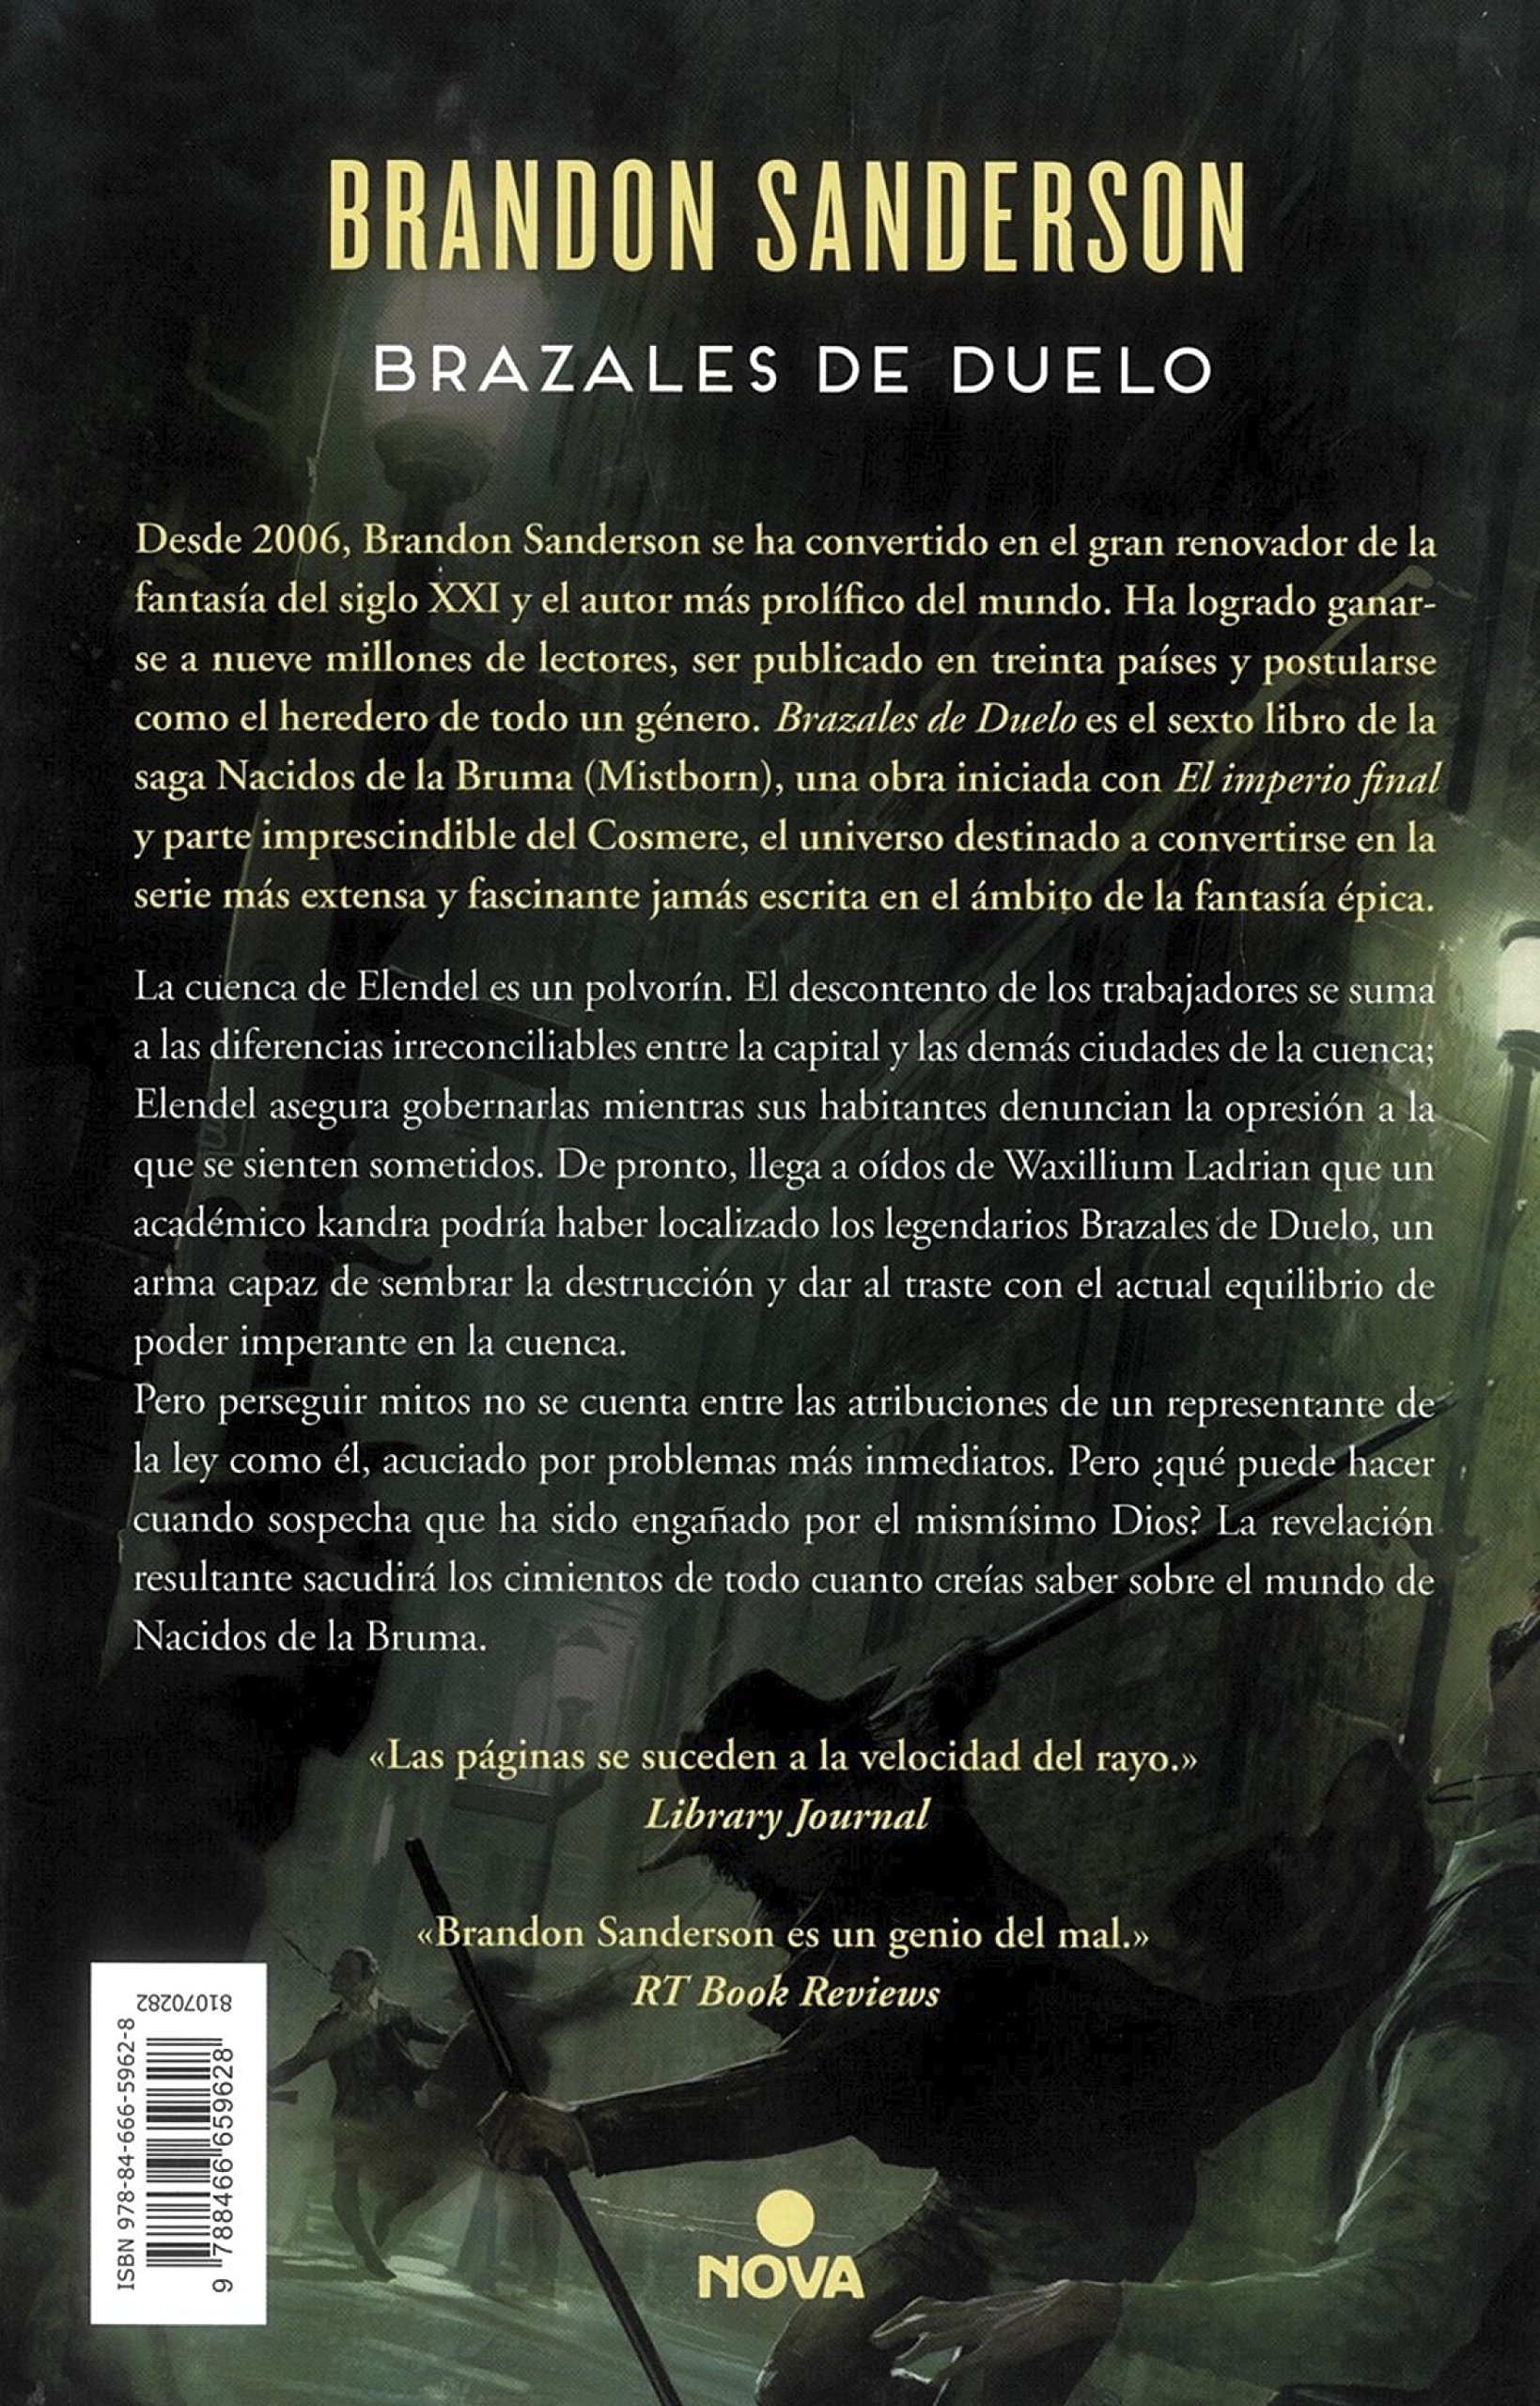 BRANDON SANDERSON
BRAZALES DE DUELO
Desde 2006, Brandon Sanderson se ha convertido en el gran renovador de la
fantasía del siglo XXI y el autor más prolífico del mundo. Ha logrado ganar-
se a nueve millones de lectores, ser publicado en treinta países y postularse
como el heredero de todo un género. Brazales de Duelo es el sexto libro de la
saga Nacidos de la Bruma (Mistborn), una obra iniciada con El imperio final
y parte imprescindible del Cosmere, el universo destinado a convertirse en la
serie más extensa y fascinante jamás escrita en el ámbito de la fantasía épica.
La cuenca de Elendel es un polvorín. El descontento de los trabajadores se suma
a las diferencias irreconciliables entre la capital y las demás ciudades de la cuenca;
Elendel asegura gobernarlas mientras sus habitantes denuncian la opresión a la
que se sienten sometidos. De pronto, llega a oídos de Waxillium Ladrian que un
académico kandra podría haber localizado los legendarios Brazales de Duelo, un
arma capaz de sembrar la destrucción y dar al traste con el actual equilibrio de
poder imperante en la cuenca.
Pero perseguir mitos no se cuenta entre las atribuciones de un representante de
la ley como él, acuciado por problemas más inmediatos. Pero ¿qué puede hacer
cuando sospecha que ha sido engañado por el mismísimo Dios? La revelación
resultante sacudirá los cimientos de todo cuanto creías saber sobre el mundo de
Nacidos de la Bruma.
«Las páginas se suceden a la velocidad del rayo.»
Library Journal
«Brandon Sanderson es un genio del mal.»
RT Book Reviews
81070282
ISBN 978-84-666-5962-8
9 788466 659628
NOVA